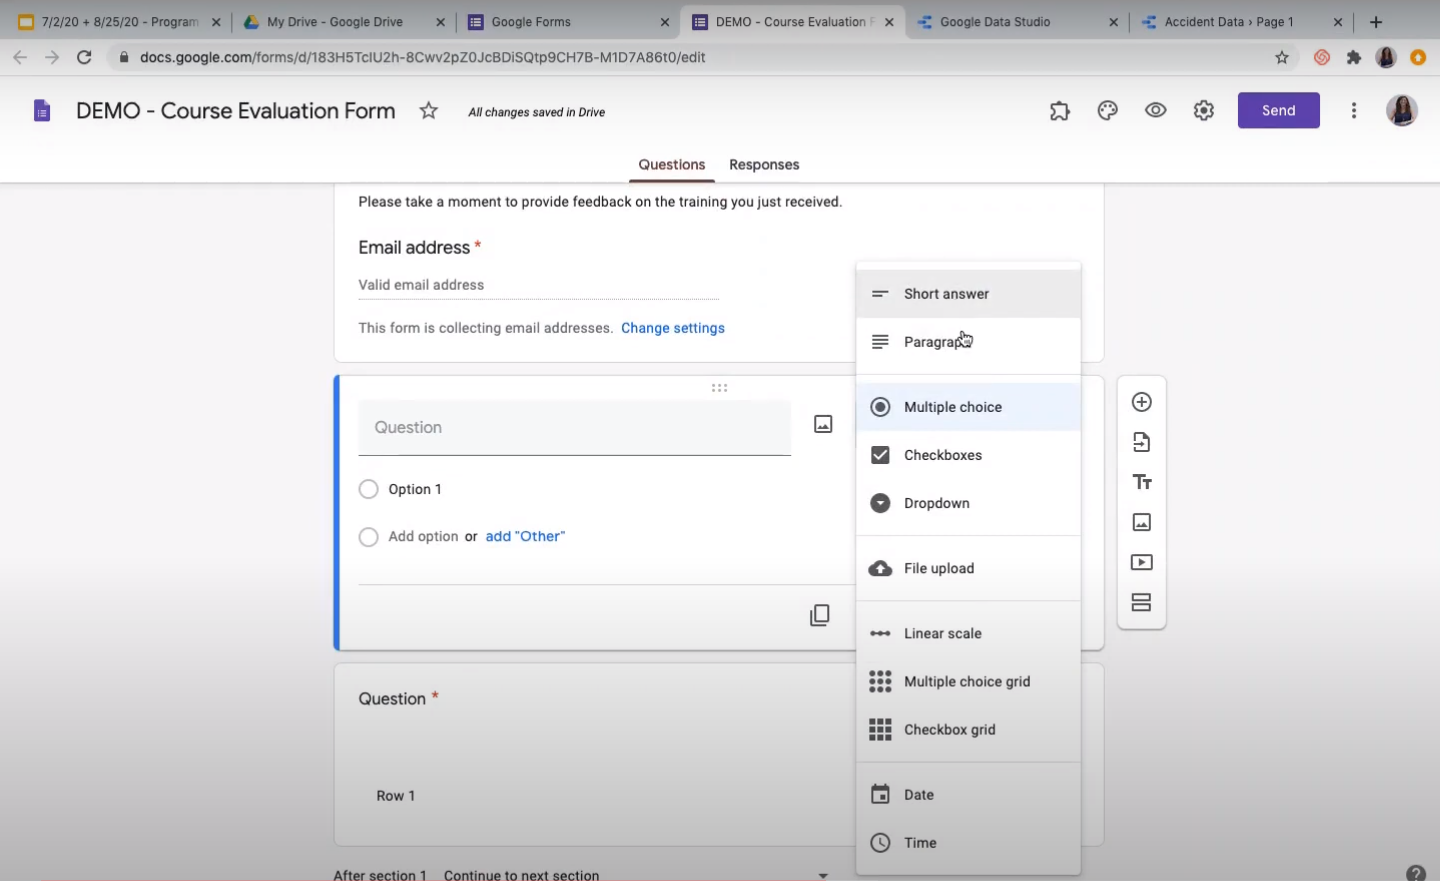 7/2/20 + 8/25/20 - Program
My Drive - Google Drive
Google Forms
DEMO - Course Evaluation F
Google Data Studio
Accident Data › Page 1
docs.google.com/forms/d/183H5TclU2h-8Cwv2pZ0JcBDiSQtp9CH7B-M1D7A86t0/edit
DEMO - Course Evaluation Form
All changes saved in Drive
Send
Questions
Responses
Please take a moment to provide feedback on the training you just received.
Email address *
Valid email address
This form is collecting email addresses. Change settings
Question
Option 1
Add option or add "Other"
Short answer
Paragraph
Multiple choice
Checkboxes
Dropdown
File upload
Linear scale
Multiple choice grid
Checkbox grid
Date
Time
Tт
Question *
Row 1
After section 1 Continue to next section